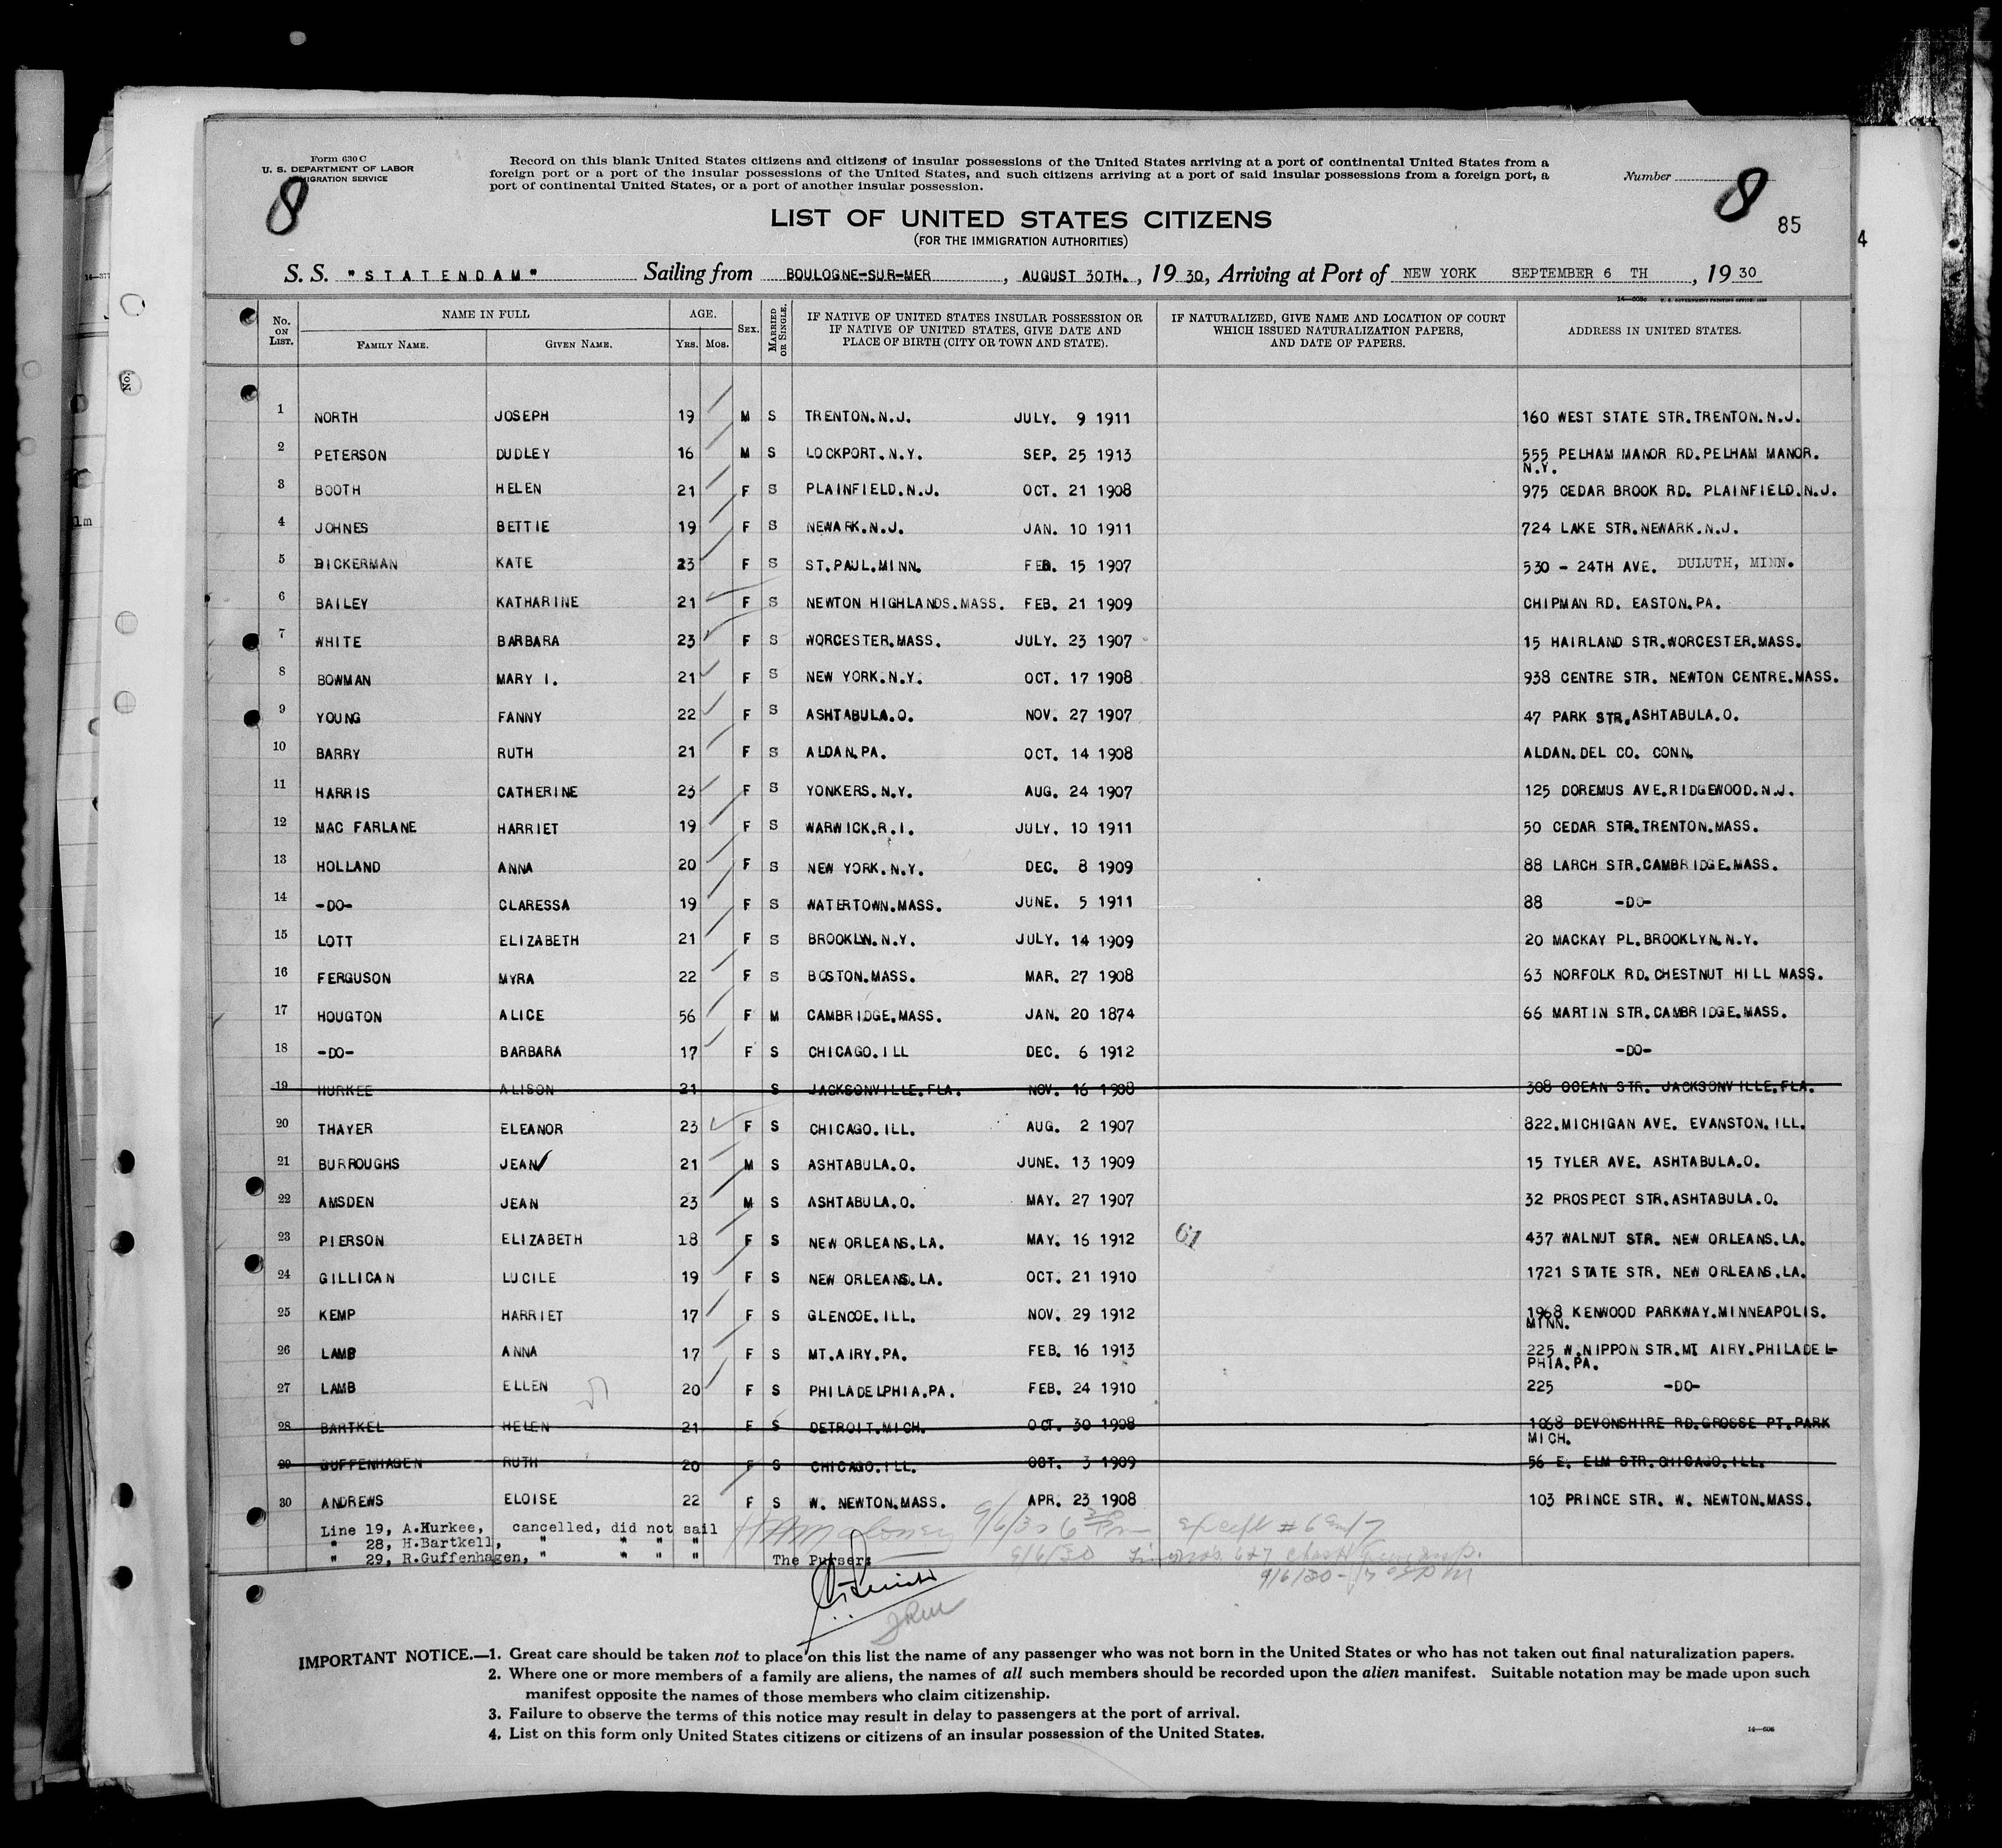 Form 630 C
U. S. DEPARTMENT OF LABOR
IMMIGRATION SERVICE
8
Record on this blank United States citizens and citizens of insular possessions of the United States arriving at a port of continental United States from a
foreign port or a port of the insular possessions of the United States, and such citizens arriving at a port of said insular possessions from a foreign port, a
port of continental United States, or a port of another insular possession.
Number 8
85
4
LIST OF UNITED STATES CITIZENS
(FOR THE IMMIGRATION AUTHORITIES)
S. S. "STATENDAM" Sailing from BOULOGNE-SUR-MER, AUGUST 30TH., 1930, Arriving at Port of NEW YORK SEPTEMBER 6 TH, 1930
No. ON LIST. NAME IN FULL FAMILY NAME. GIVEN NAME. AGE. YRS. MOS. SEX. MARRIED OR SINGLE. IF NATIVE OF UNITED STATES INSULAR POSSESSION OR IF NATIVE OF UNITED STATES, GIVE DATE AND PLACE OF BIRTH (CITY OR TOWN AND STATE). IF NATURALIZED, GIVE NAME AND LOCATION OF COURT WHICH ISSUED NATURALIZATION PAPERS, AND DATE OF PAPERS. ADDRESS IN UNITED STATES.
1 NORTH JOSEPH 19 M S TRENTON.N.J. JULY. 9 1911 160 WEST STATE STR.TRENTON.N.J.
2 PETERSON DUDLEY 16 M S LOCKPORT.N.Y. SEP. 25 1913 555 PELHAM MANOR RD.PELHAM MANOR.
N.Y.
3 BOOTH HELEN 21 F S PLAINFIELD.N.J. OCT. 21 1908 975 CEDAR BROOK RD. PLAINFIELD.N.J.
4 JOHNES BETTIE 19 F S NEWARK.N.J. JAN. 10 1911 724 LAKE STR.NEWARK.N.J.
5 DICKERMAN KATE 23 F S ST.PAUL.MINN. FEB. 15 1907 530 - 24TH AVE. DULUTH, MINN.
6 BAILEY KATHARINE 21 F S NEWTON HIGHLANDS.MASS. FEB. 21 1909 CHIPMAN RD. EASTON.PA.
7 WHITE BARBARA 23 F S WORCESTER.MASS. JULY. 23 1907 15 HAIRLAND STR.WORCESTER.MASS.
8 BOWMAN MARY I. 21 F S NEW YORK.N.Y. OCT. 17 1908 938 CENTRE STR. NEWTON CENTRE.MASS.
9 YOUNG FANNY 22 F S ASHTABULA.O. NOV. 27 1907 47 PARK STR.ASHTABULA.O.
10 BARRY RUTH 21 F S ALDAN.PA. OCT. 14 1908 ALDAN.DEL CO. CONN.
11 HARRIS CATHERINE 23 F S YONKERS.N.Y. AUG. 24 1907 125 DOREMUS AVE.RIDGEWOOD.N.J.
12 MAC FARLANE HARRIET 19 F S WARWICK.R.I. JULY. 10 1911 50 CEDAR STR.TRENTON.MASS.
13 HOLLAND ANNA 20 F S NEW YORK.N.Y. DEC. 8 1909 88 LARCH STR.CAMBRIDGE.MASS.
14 -DO- CLARESSA 19 F S WATERTOWN.MASS. JUNE. 5 1911 88 -DO-
15 LOTT ELIZABETH 21 F S BROOKLN.N.Y. JULY. 14 1909 20 MACKAY PL.BROOKLYN.N.Y.
16 FERGUSON MYRA 22 F S BOSTON.MASS. MAR. 27 1908 63 NORFOLK RD.CHESTNUT HILL MASS.
17 HOUGTON ALICE 56 F M CAMBRIDGE.MASS. JAN. 20 1874 66 MARTIN STR.CAMBRIDGE.MASS.
18 -DO- BARBARA 17 F S CHICAGO.ILL DEC. 6 1912 -DO-
19 HURKEE ALISON 21 S JACKSONVILLE.FLA. NOV. 16 1908 308 OCEAN STR. JACKSONVILLE.FLA.
20 THAYER ELEANOR 23 F S CHICAGO.ILL. AUG. 2 1907 822.MICHIGAN AVE. EVANSTON.ILL.
21 BURROUGHS JEAN 21 M S ASHTABULA.O. JUNE. 13 1909 15 TYLER AVE. ASHTABULA.O.
22 AMSDEN JEAN 23 M S ASHTABULA.O. MAY. 27 1907 32 PROSPECT STR.ASHTABULA.O.
23 PIERSON ELIZABETH 18 F S NEW ORLEANS.LA. MAY. 16 1912 61 437 WALNUT STR. NEW ORLEANS.LA.
24 GILLICAN LUCILE 19 F S NEW ORLEANS.LA. OCT. 21 1910 1721 STATE STR. NEW ORLEANS.LA.
25 KEMP HARRIET 17 F S GLENCOE.ILL. NOV. 29 1912 1968 KENWOOD PARKWAY.MINNEAPOLIS.
MINN.
26 LAMB ANNA 17 F S MT.AIRY.PA. FEB. 16 1913 225 W.NIPPON STR.MT AIRY.PHILADEL-
PHIA.PA.
27 LAMB ELLEN 20 F S PHILADELPHIA.PA. FEB. 24 1910 225 -DO-
28 BARTKEL HELEN 21 F S DETROIT.MICH. OCT. 30 1908 1068 DEVONSHIRE RD.GROSSE PT.PARK
MICH.
29 GUFFENHAGEN RUTH 20 F S CHICAGO.ILL. OCT. 3 1909 56 E. ELM STR.CHICAGO.ILL.
30 ANDREWS ELOISE 22 F S W. NEWTON.MASS. APR. 23 1908 103 PRINCE STR. W. NEWTON.MASS.
Line 19, A.Hurkee, cancelled, did not sail
" 28, H.Bartkell, " " " "
" 29, R.Guffenhagen, " " " "
9/6/30 6 30 Pm except # 6 and 7
The Purser:
9/6/30
9/6/30
IMPORTANT NOTICE.—1. Great care should be taken not to place on this list the name of any passenger who was not born in the United States or who has not taken out final naturalization papers.
2. Where one or more members of a family are aliens, the names of all such members should be recorded upon the alien manifest. Suitable notation may be made upon such
manifest opposite the names of those members who claim citizenship.
3. Failure to observe the terms of this notice may result in delay to passengers at the port of arrival.
4. List on this form only United States citizens or citizens of an insular possession of the United States.